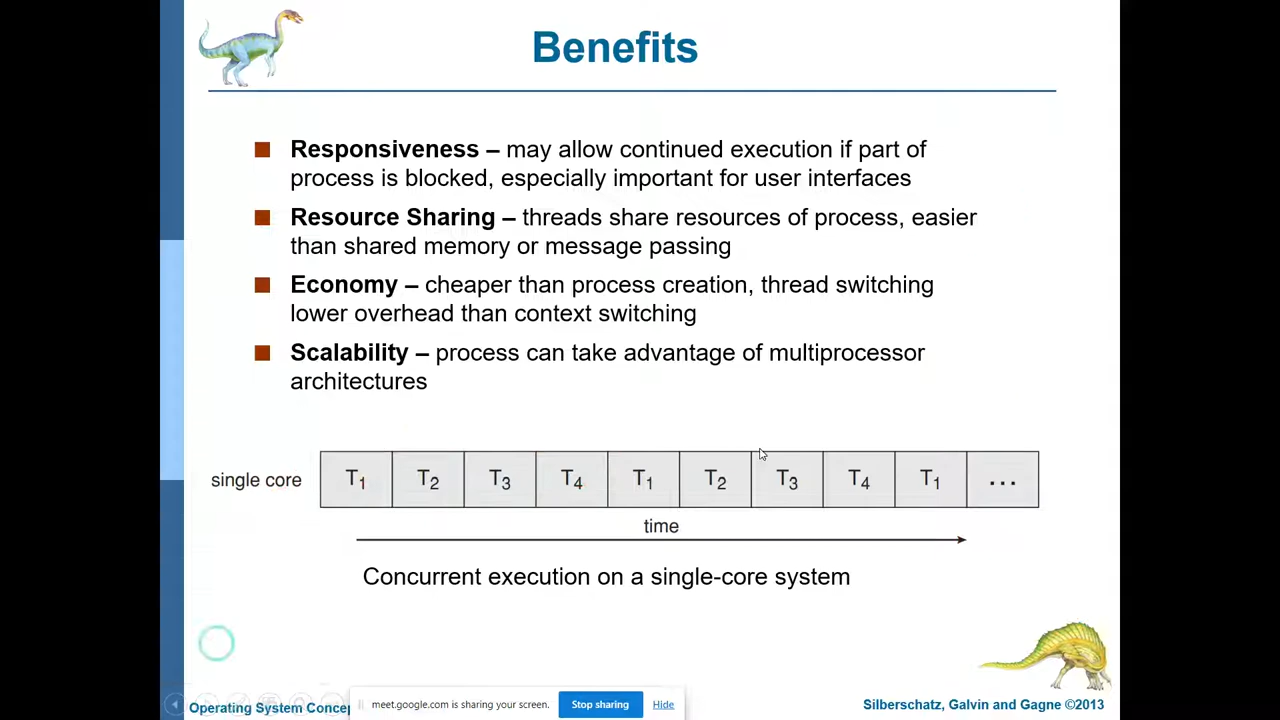 Benefits
Responsiveness – may allow continued execution if part of
process is blocked, especially important for user interfaces
Resource Sharing – threads share resources of process, easier
than shared memory or message passing
Economy – cheaper than process creation, thread switching
lower overhead than context switching
Scalability – process can take advantage of multiprocessor
architectures
single core T1 T2 T3 T4 T1 T2 T3 T4 T1 ...
time
Concurrent execution on a single-core system
Operating System Concep
meet.google.com is sharing your screen. Stop sharing Hide
Silberschatz, Galvin and Gagne ©2013